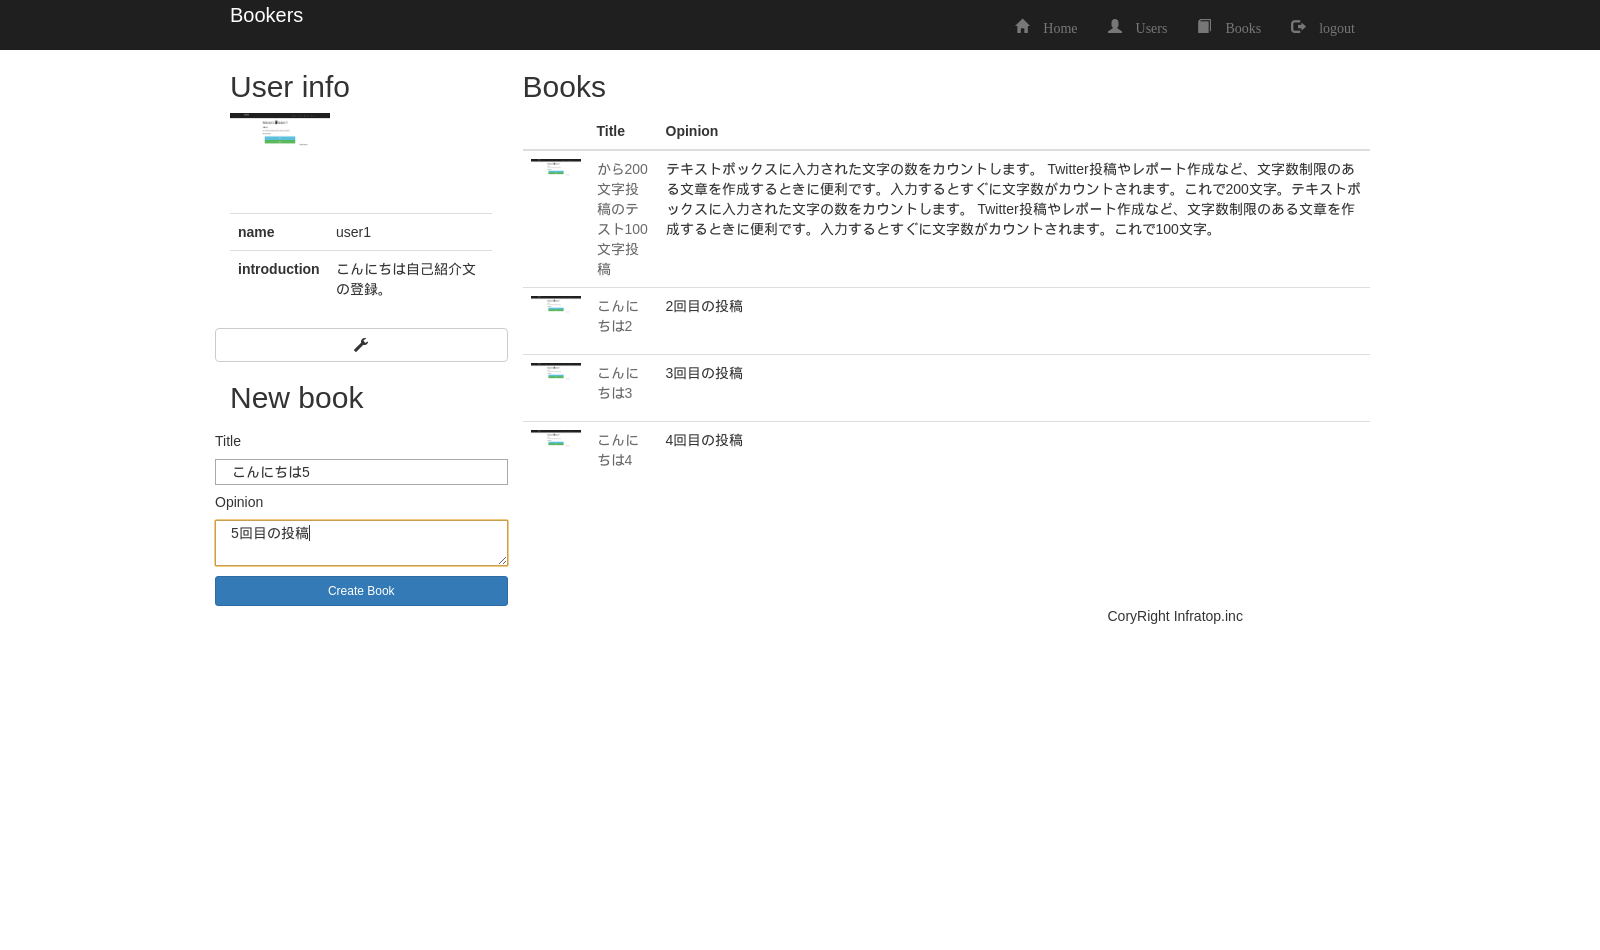 Bookers
Home Users Books logout
User info
name user1
introduction こんにちは自己紹介文
の登録。
New book
Title
こんにちは5
Opinion
5回目の投稿
Create Book
Books
Title Opinion
から200
文字投
稿のテ
スト100
文字投
稿
テキストボックスに入力された文字の数をカウントします。 Twitter投稿やレポート作成など、文字数制限のあ
る文章を作成するときに便利です。入力するとすぐに文字数がカウントされます。これで200文字。テキストボ
ックスに入力された文字の数をカウントします。 Twitter投稿やレポート作成など、文字数制限のある文章を作
成するときに便利です。入力するとすぐに文字数がカウントされます。これで100文字。
こんに
ちは2
2回目の投稿
こんに
ちは3
3回目の投稿
こんに
ちは4
4回目の投稿
CoryRight Infratop.inc